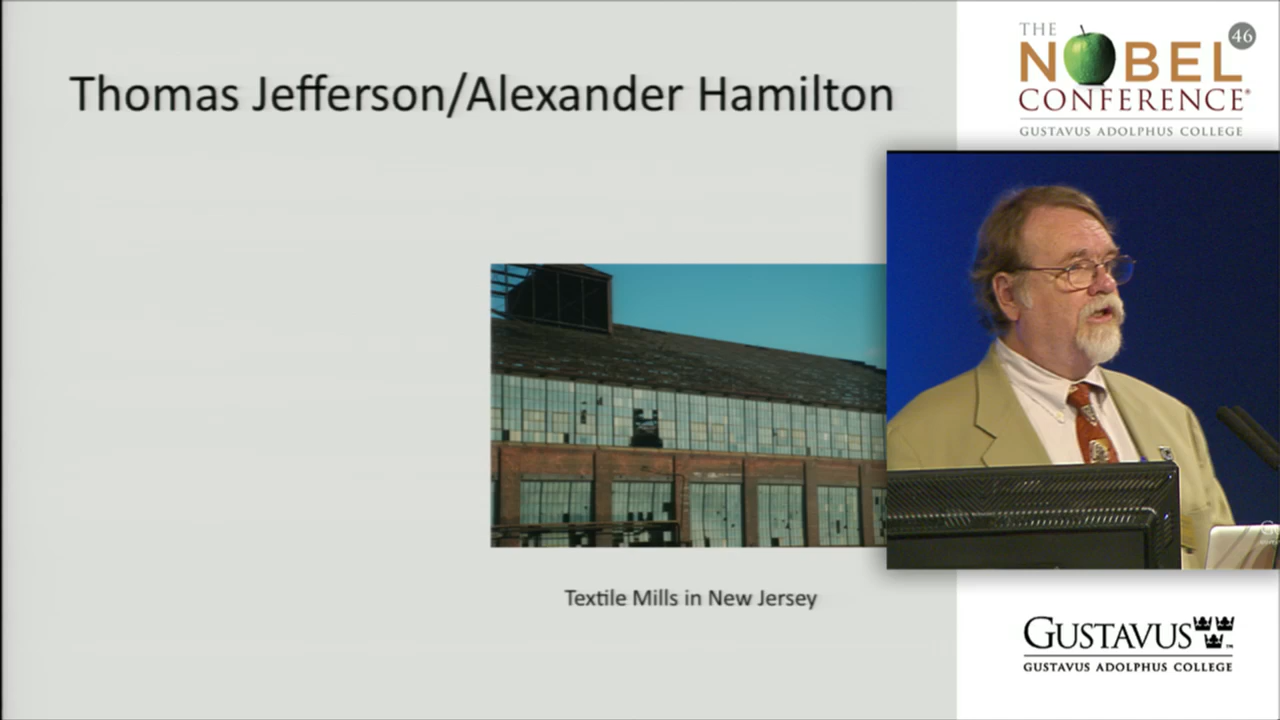 Thomas Jefferson/Alexander Hamilton
THE
NOBEL
46
CONFERENCE®
GUSTAVUS ADOLPHUS COLLEGE
Textile Mills in New Jersey
GUSTAVUS™
GUSTAVUS ADOLPHUS COLLEGE